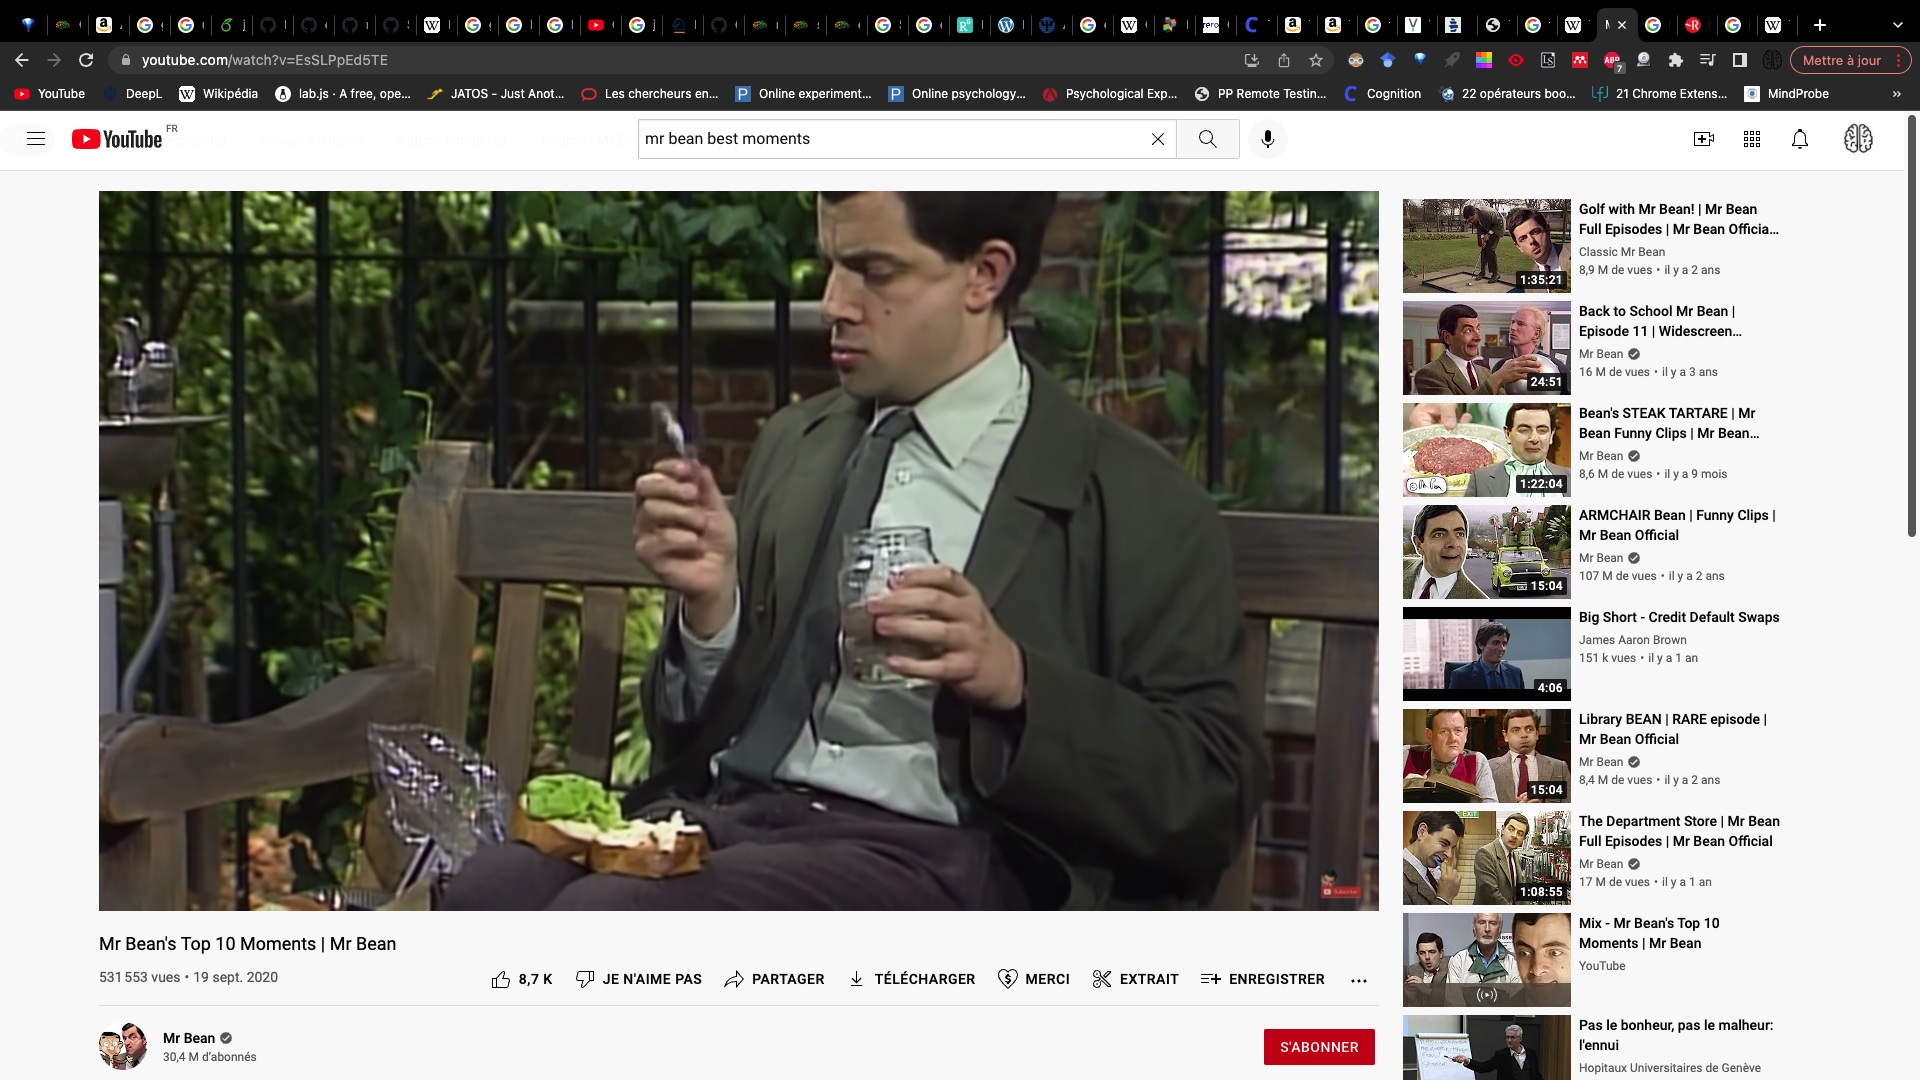 youtube.com/watch?v=EsSLPpEd5TE
7
Mettre à jour
YouTube
DeepL
Wikipédia
lab.js · A free, ope...
JATOS - Just Anot...
Les chercheurs en...
Online experiment...
Online psychology...
Psychological Exp...
PP Remote Testin...
Cognition
22 opérateurs boo...
21 Chrome Extens...
MindProbe
»
YouTube FR
mr bean best moments
Mr Bean's Top 10 Moments | Mr Bean
531 553 vues • 19 sept. 2020
8,7 K
JE N'AIME PAS
PARTAGER
TÉLÉCHARGER
MERCI
EXTRAIT
ENREGISTRER
Mr Bean
30,4 M d'abonnés
S'ABONNER
Golf with Mr Bean! | Mr Bean
Full Episodes | Mr Bean Officia...
Classic Mr Bean
8,9 M de vues • il y a 2 ans
1:35:21
Back to School Mr Bean |
Episode 11 | Widescreen...
Mr Bean
16 M de vues • il y a 3 ans
24:51
Bean's STEAK TARTARE | Mr
Bean Funny Clips | Mr Bean...
Mr Bean
8,6 M de vues • il y a 9 mois
1:22:04
ARMCHAIR Bean | Funny Clips |
Mr Bean Official
Mr Bean
107 M de vues • il y a 2 ans
15:04
Big Short - Credit Default Swaps
James Aaron Brown
151 k vues • il y a 1 an
4:06
Library BEAN | RARE episode |
Mr Bean Official
Mr Bean
8,4 M de vues • il y a 2 ans
15:04
The Department Store | Mr Bean
Full Episodes | Mr Bean Official
Mr Bean
17 M de vues • il y a 1 an
1:08:55
Mix - Mr Bean's Top 10
Moments | Mr Bean
YouTube
Pas le bonheur, pas le malheur:
l'ennui
Hopitaux Universitaires de Genève